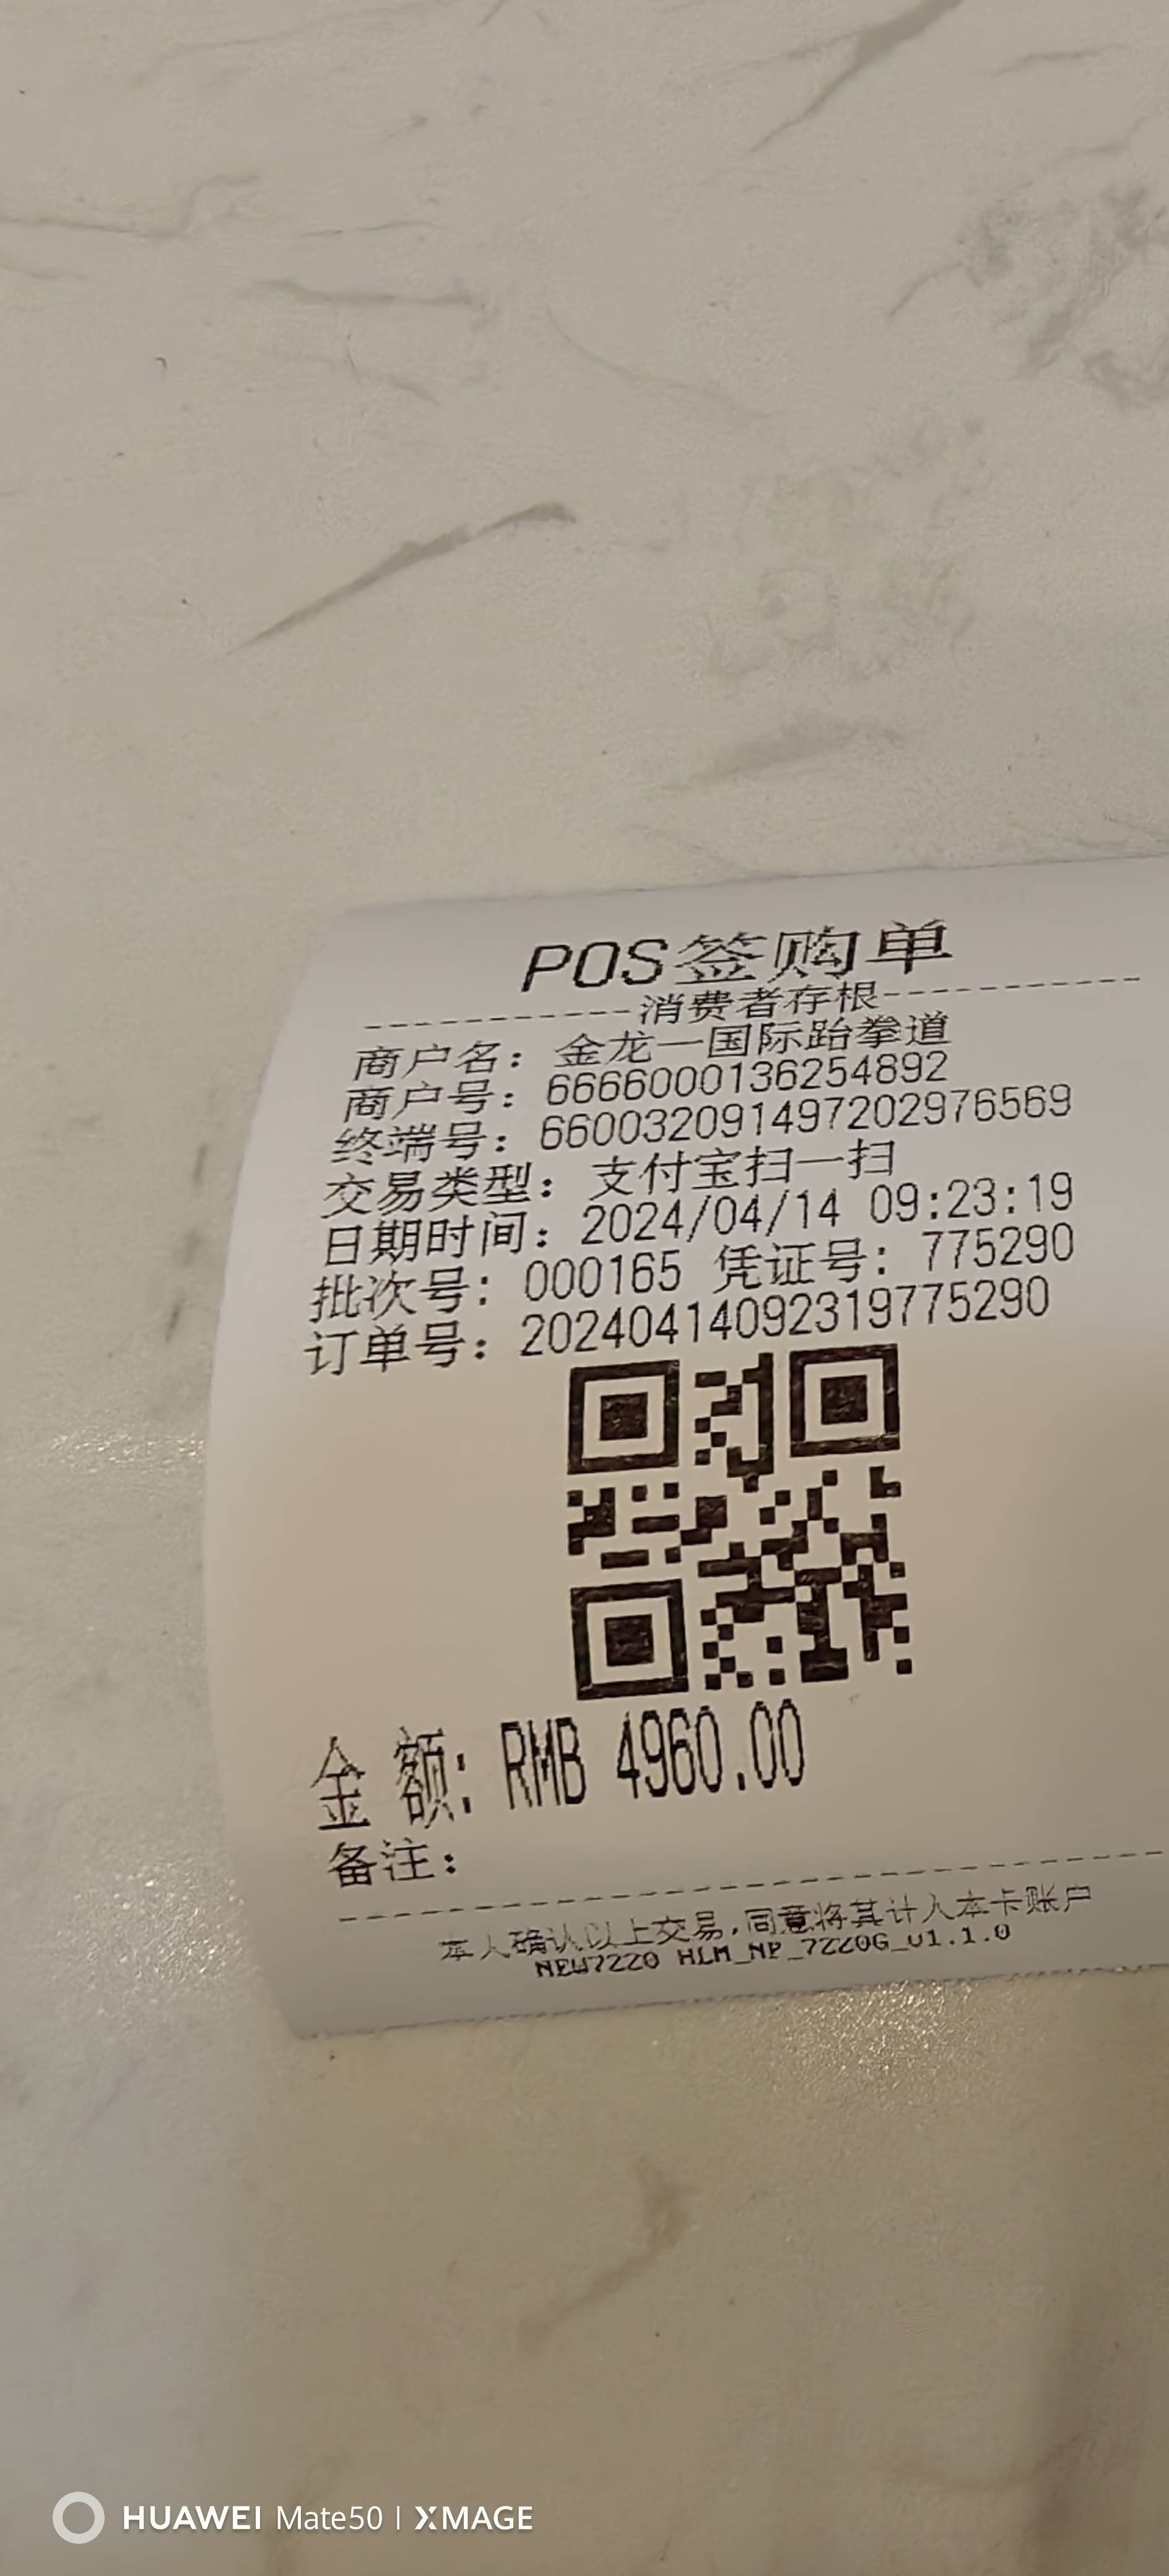 POS签购单
消费者存根
商户名：金龙一国际跆拳道
商户号：6666000136254892
终端号：660032091497202976569
交易类型：支付宝扫一扫
日期时间：2024/04/14 09:23:19
批次号：000165 凭证号：775290
订单号：20240414092319775290
金 额：RMB 4960.00
备注：
本人确认以上交易,同意将其计入本卡账户
NEW7220 HLM_NP_7220G_v1.1.0
HUAWEI Mate50 | XMAGE